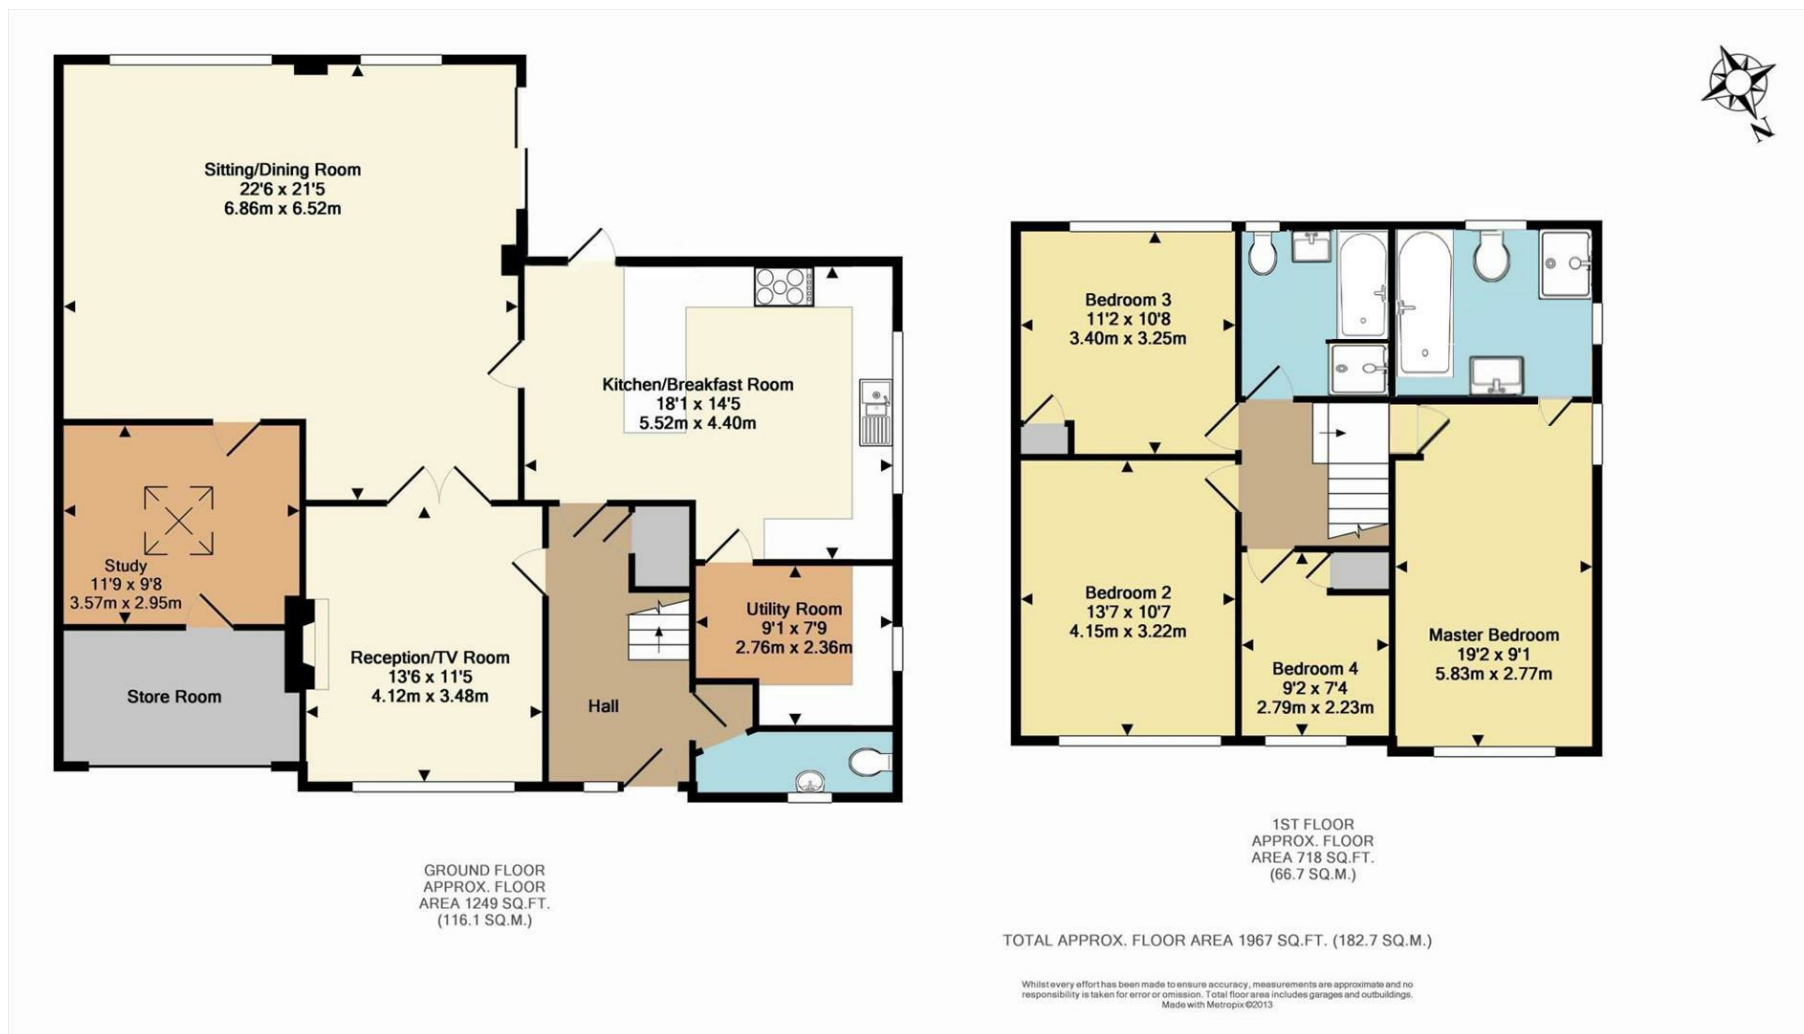 Sitting/Dining Room
22'6 x 21'5
6.86m x 6.52m
Kitchen/Breakfast Room
18'1 x 14'5
5.52m x 4.40m
Study
11'9 x 9'8
3.57m x 2.95m
Store Room
Reception/TV Room
13'6 x 11'5
4.12m x 3.48m
Hall
Utility Room
9'1 x 7'9
2.76m x 2.36m
GROUND FLOOR
APPROX. FLOOR
AREA 1249 SQ.FT.
(116.1 SQ.M.)
N
Bedroom 3
11'2 x 10'8
3.40m x 3.25m
Bedroom 2
13'7 x 10'7
4.15m x 3.22m
Bedroom 4
9'2 x 7'4
2.79m x 2.23m
Master Bedroom
19'2 x 9'1
5.83m x 2.77m
1ST FLOOR
APPROX. FLOOR
AREA 718 SQ.FT.
(66.7 SQ.M.)
TOTAL APPROX. FLOOR AREA 1967 SQ.FT. (182.7 SQ.M.)
Whilst every effort has been made to ensure accuracy, measurements are approximate and no
responsibility is taken for error or omission. Total floor area includes garages and outbuildings.
Made with Metropix ©2013